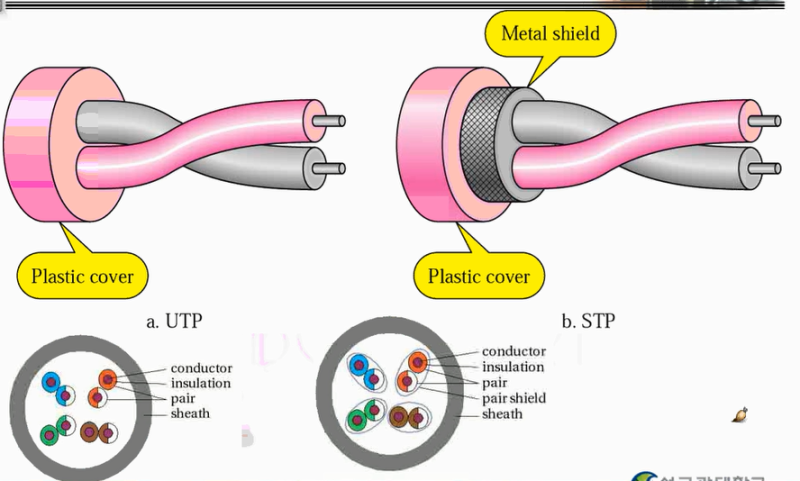 Metal shield
Plastic cover
Plastic cover
a. UTP
b. STP
conductor
insulation
pair
sheath
conductor
insulation
pair
pair shield
sheath